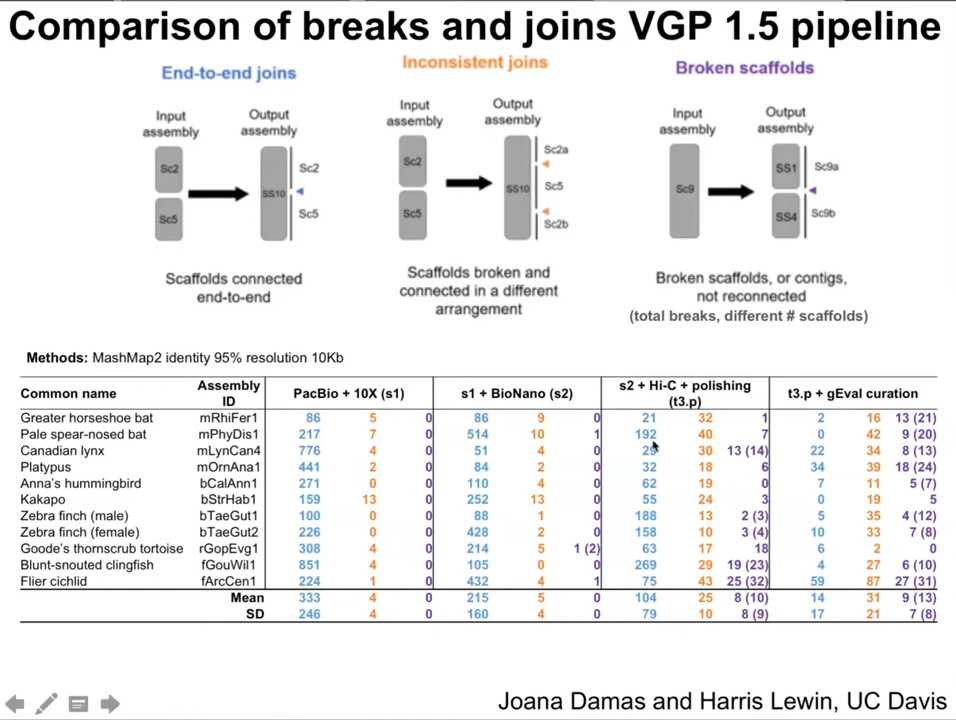 Comparison of breaks and joins VGP 1.5 pipeline
End-to-end joins
Input assembly
Output assembly
Sc2
Sc5
SS10
Sc2
Sc5
Scaffolds connected
end-to-end
Inconsistent joins
Input assembly
Output assembly
Sc2
Sc5
SS10
Sc2a
Sc5
Sc2b
Scaffolds broken and
connected in a different
arrangement
Broken scaffolds
Input assembly
Output assembly
Sc9
SS1
SS4
Sc9a
Sc9b
Broken scaffolds, or contigs,
not reconnected
(total breaks, different # scaffolds)
Methods: MashMap2 identity 95% resolution 10Kb
Common name Assembly ID PacBio + 10X (s1) s1 + BioNano (s2) s2 + Hi-C + polishing (t3.p) t3.p + gEval curation
Greater horseshoe bat mRhiFer1 86 5 0 86 9 0 21 32 1 2 16 13 (21)
Pale spear-nosed bat mPhyDis1 217 7 0 514 10 1 192 40 7 0 42 9 (20)
Canadian lynx mLynCan4 776 4 0 51 4 0 29 30 13 (14) 22 34 8 (13)
Platypus mOrnAna1 441 2 0 84 2 0 32 18 6 34 39 18 (24)
Anna's hummingbird bCalAnn1 271 0 0 110 4 0 62 19 0 7 11 5 (7)
Kakapo bStrHab1 159 13 0 252 13 0 55 24 3 0 19 5
Zebra finch (male) bTaeGut1 100 0 0 88 1 0 188 13 2 (3) 5 35 4 (12)
Zebra finch (female) bTaeGut2 226 0 0 428 2 0 158 10 3 (4) 10 33 7 (8)
Goode's thornscrub tortoise rGopEvg1 308 4 0 214 5 1 (2) 63 17 18 6 2 0
Blunt-snouted clingfish fGouWil1 851 4 0 105 0 0 269 29 19 (23) 4 27 6 (10)
Flier cichlid fArcCen1 224 1 0 432 4 1 75 43 25 (32) 59 87 27 (31)
Mean 333 4 0 215 5 0 104 25 8 (10) 14 31 9 (13)
SD 246 4 0 160 4 0 79 10 8 (9) 17 21 7 (8)
Joana Damas and Harris Lewin, UC Davis